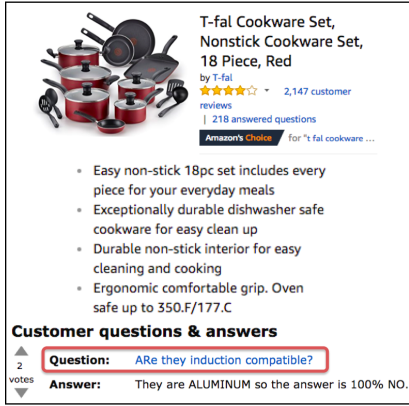 T-fal Cookware Set,
Nonstick Cookware Set,
18 Piece, Red
by T-fal
2,147 customer
reviews
| 218 answered questions
Amazon's Choice for "t fal cookware ...
Easy non-stick 18pc set includes every
piece for your everyday meals
Exceptionally durable dishwasher safe
cookware for easy clean up
Durable non-stick interior for easy
cleaning and cooking
Ergonomic comfortable grip. Oven
safe up to 350.F/177.C
Customer questions & answers
2
votes
Question: ARe they induction compatible?
Answer: They are ALUMINUM so the answer is 100% NO.